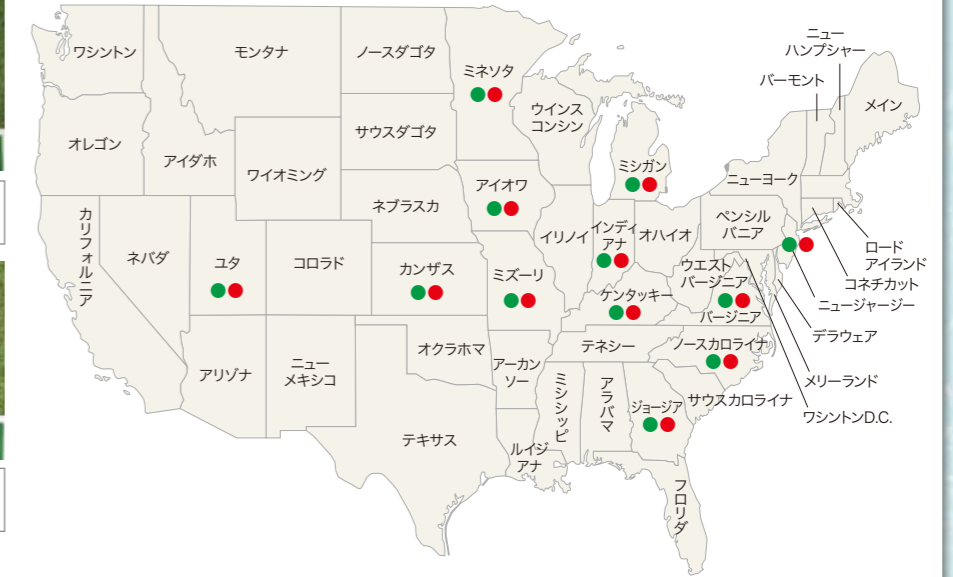 ニュー
ハンプシャー
バーモント
メイン
ワシントン
モンタナ
ノースダゴタ
ミネソタ
ウインス
コンシン
オレゴン
アイダホ
サウスダゴタ
ワイオミング
ミシガン
ニューヨーク
アイオワ
ネブラスカ
カリフォルニア
ネバダ
ユタ
コロラド
カンザス
ミズーリ
イリノイ
インディ
アナ
オハイオ
ペンシル
バニア
ウエスト
バージニア
ケンタッキー
バージニア
ロード
アイランド
コネチカット
ニュージャージー
デラウェア
メリーランド
ワシントンD.C.
アリゾナ
ニュー
メキシコ
オクラホマ
アーカン
ソー
テネシー
ノースカロライナ
サウスカロライナ
ミシシッピ
アラバマ
ジョージア
テキサス
ルイジ
アナ
フロリダ